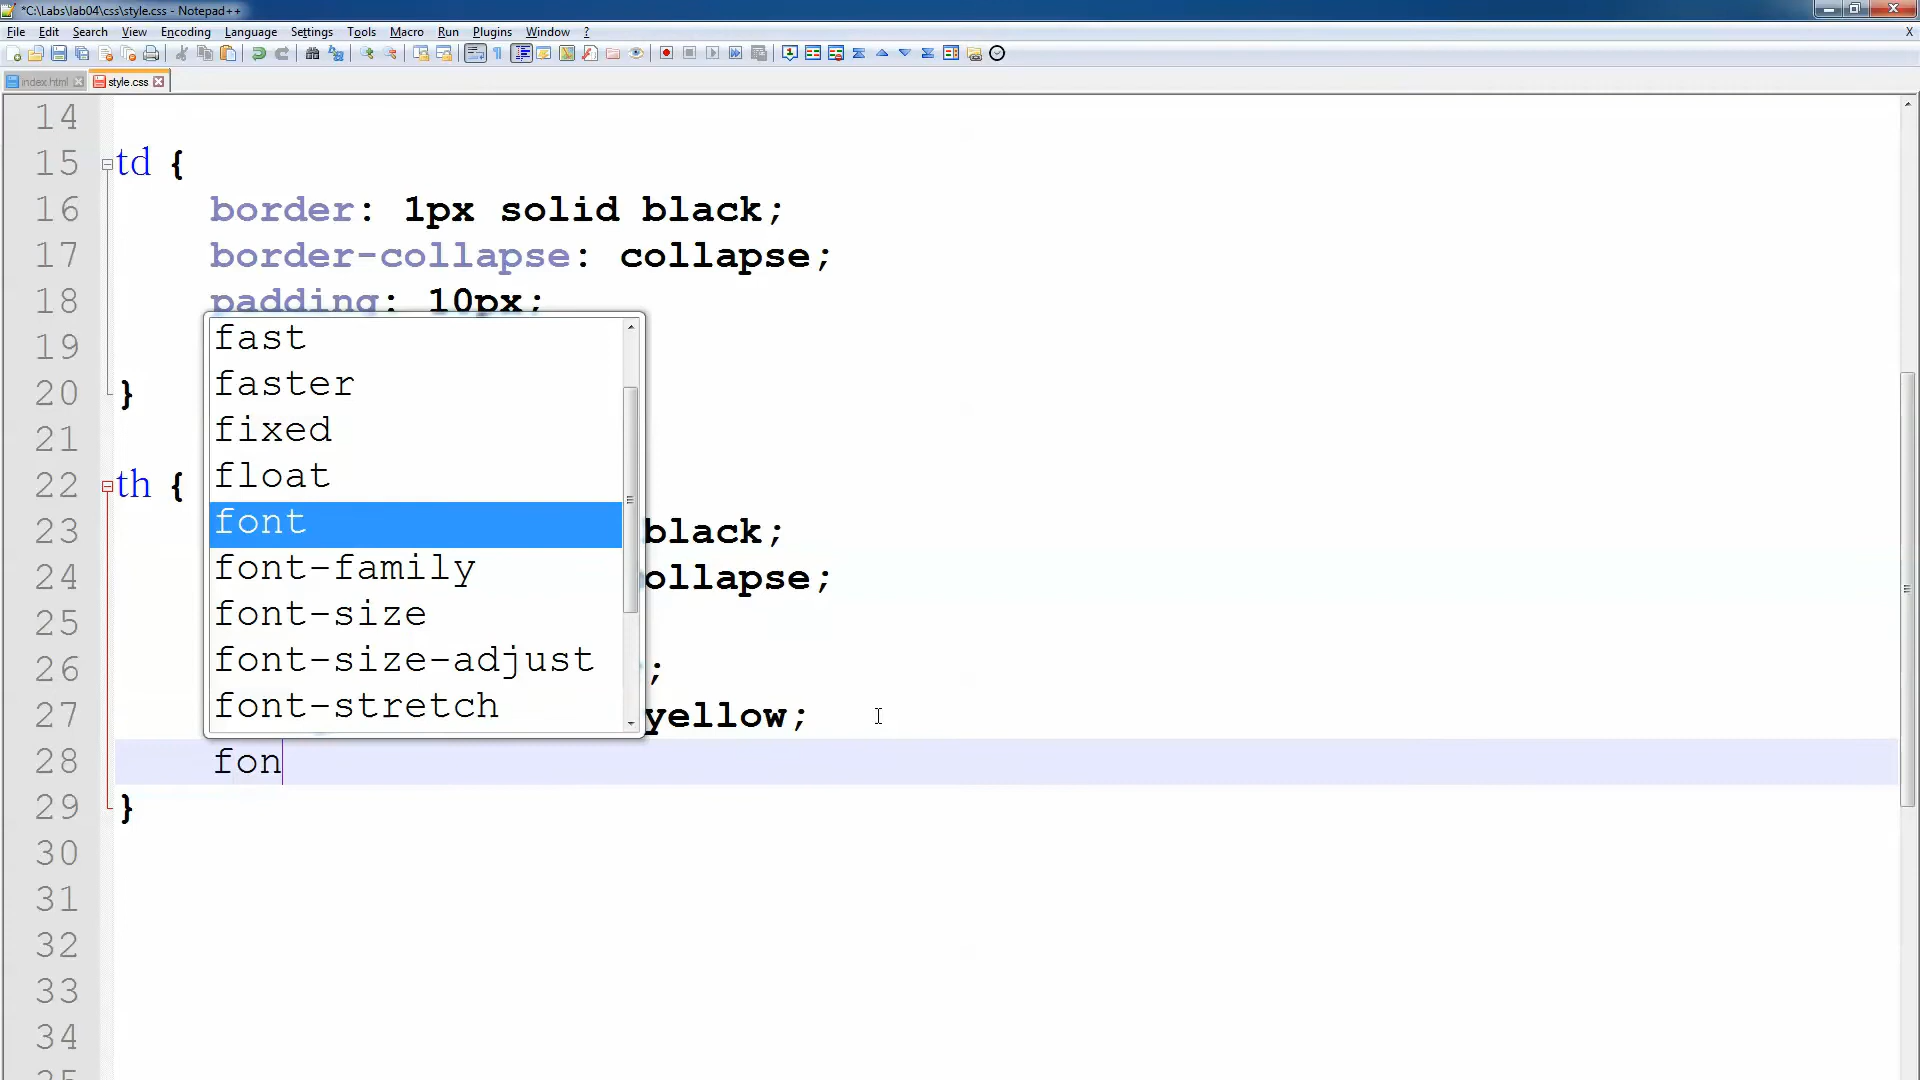 *C:\Labs\lab04\css\style.css - Notepad++
File Edit Search View Encoding Language Settings Tools Macro Run Plugins Window ? X
index.html style.css
14
15 td {
16 border: 1px solid black;
17 border-collapse: collapse;
18 padding: 10px;
19
20 }
21
22 th {
23 black;
24 ollapse;
25
26 ;
27 yellow;
28 fon
29 }
30
31
32
33
34
35
fast
faster
fixed
float
font
font-family
font-size
font-size-adjust
font-stretch